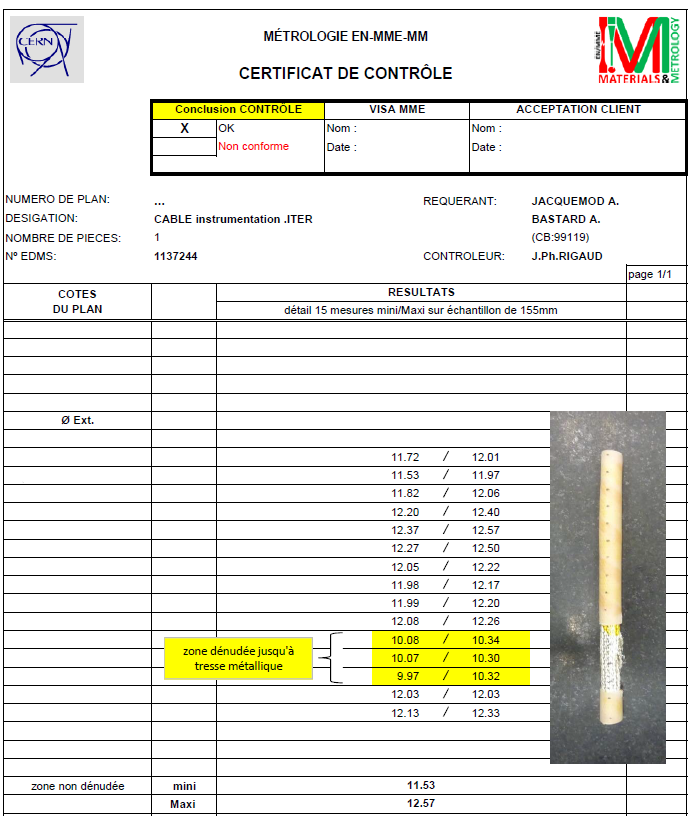 CERN
MÉTROLOGIE EN-MME-MM
CERTIFICAT DE CONTRÔLE
EN/MME
MM
MATERIALS&
METROLOGY
Conclusion CONTRÔLE VISA MME ACCEPTATION CLIENT
X OK Nom : Nom :
Non conforme Date : Date :
NUMERO DE PLAN: ... REQUERANT: JACQUEMOD A.
DESIGATION: CABLE instrumentation .ITER BASTARD A.
NOMBRE DE PIECES: 1 (CB:99119)
Nº EDMS: 1137244 CONTROLEUR: J.Ph.RIGAUD
page 1/1
COTES
DU PLAN
RESULTATS
détail 15 mesures mini/Maxi sur échantillon de 155mm
Ø Ext.
11.72 / 12.01
11.53 / 11.97
11.82 / 12.06
12.20 / 12.40
12.37 / 12.57
12.27 / 12.50
12.05 / 12.22
11.98 / 12.17
11.99 / 12.20
12.08 / 12.26
zone dénudée jusqu'à
tresse métallique
10.08 / 10.34
10.07 / 10.30
9.97 / 10.32
12.03 / 12.03
12.13 / 12.33
zone non dénudée mini 11.53
Maxi 12.57